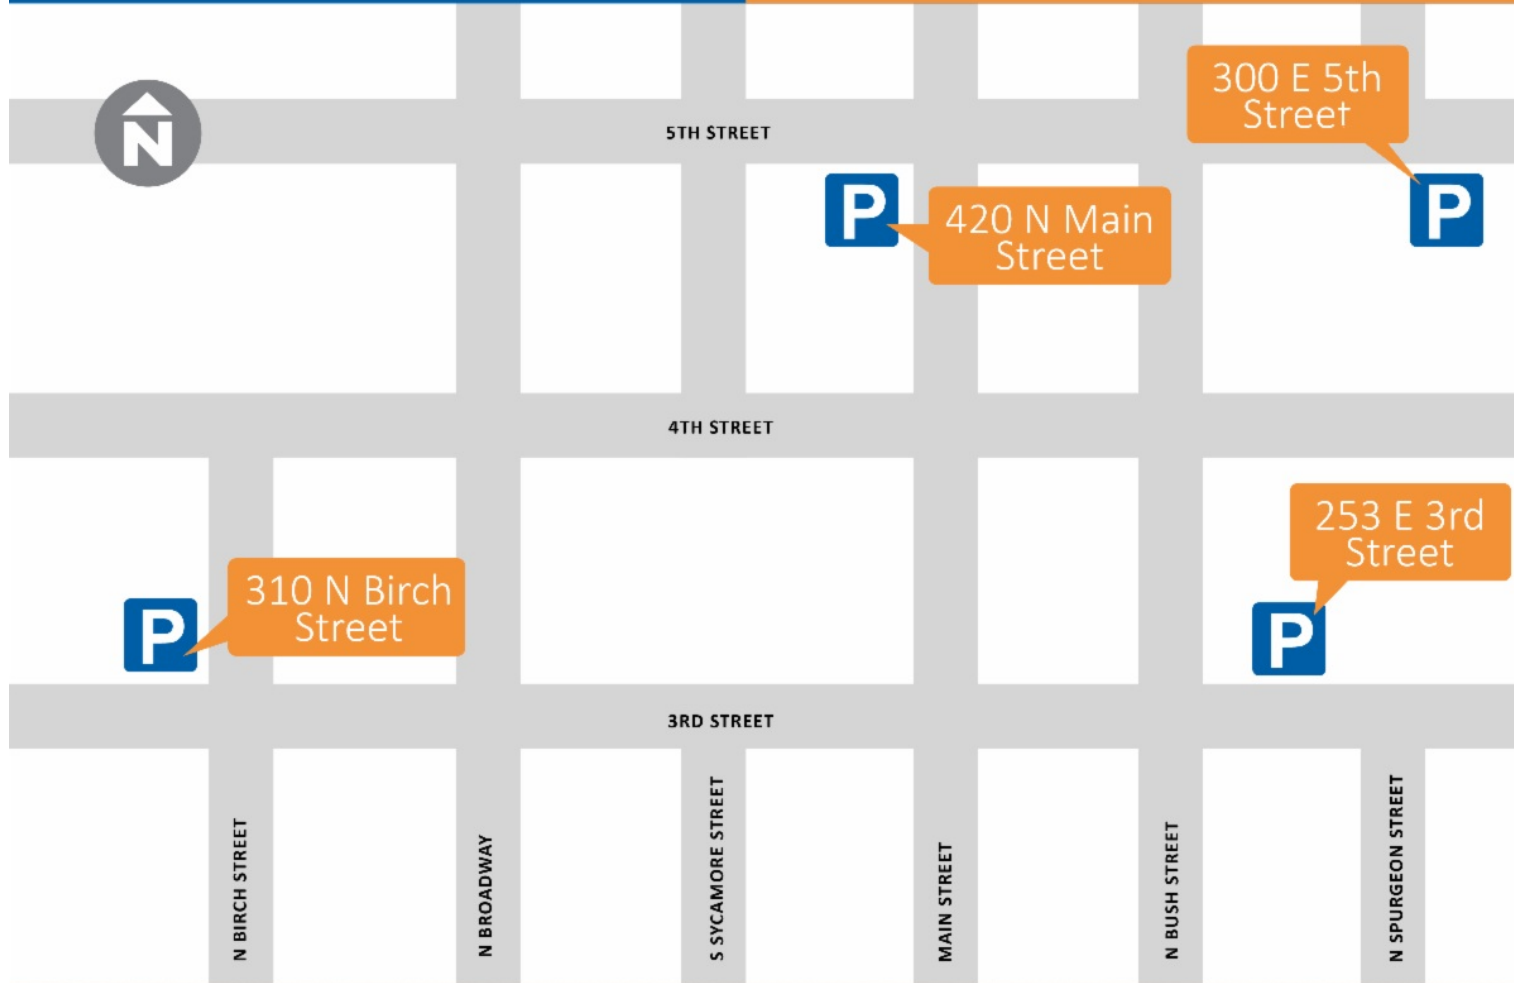 300 E 5th
Street
N
5TH STREET
P
P
420 N Main
Street
4TH STREET
253 E 3rd
Street
310 N Birch
Street
P
P
3RD STREET
N BIRCH STREET
N BROADWAY
S SYCAMORE STREET
MAIN STREET
N BUSH STREET
N SPURGEON STREET